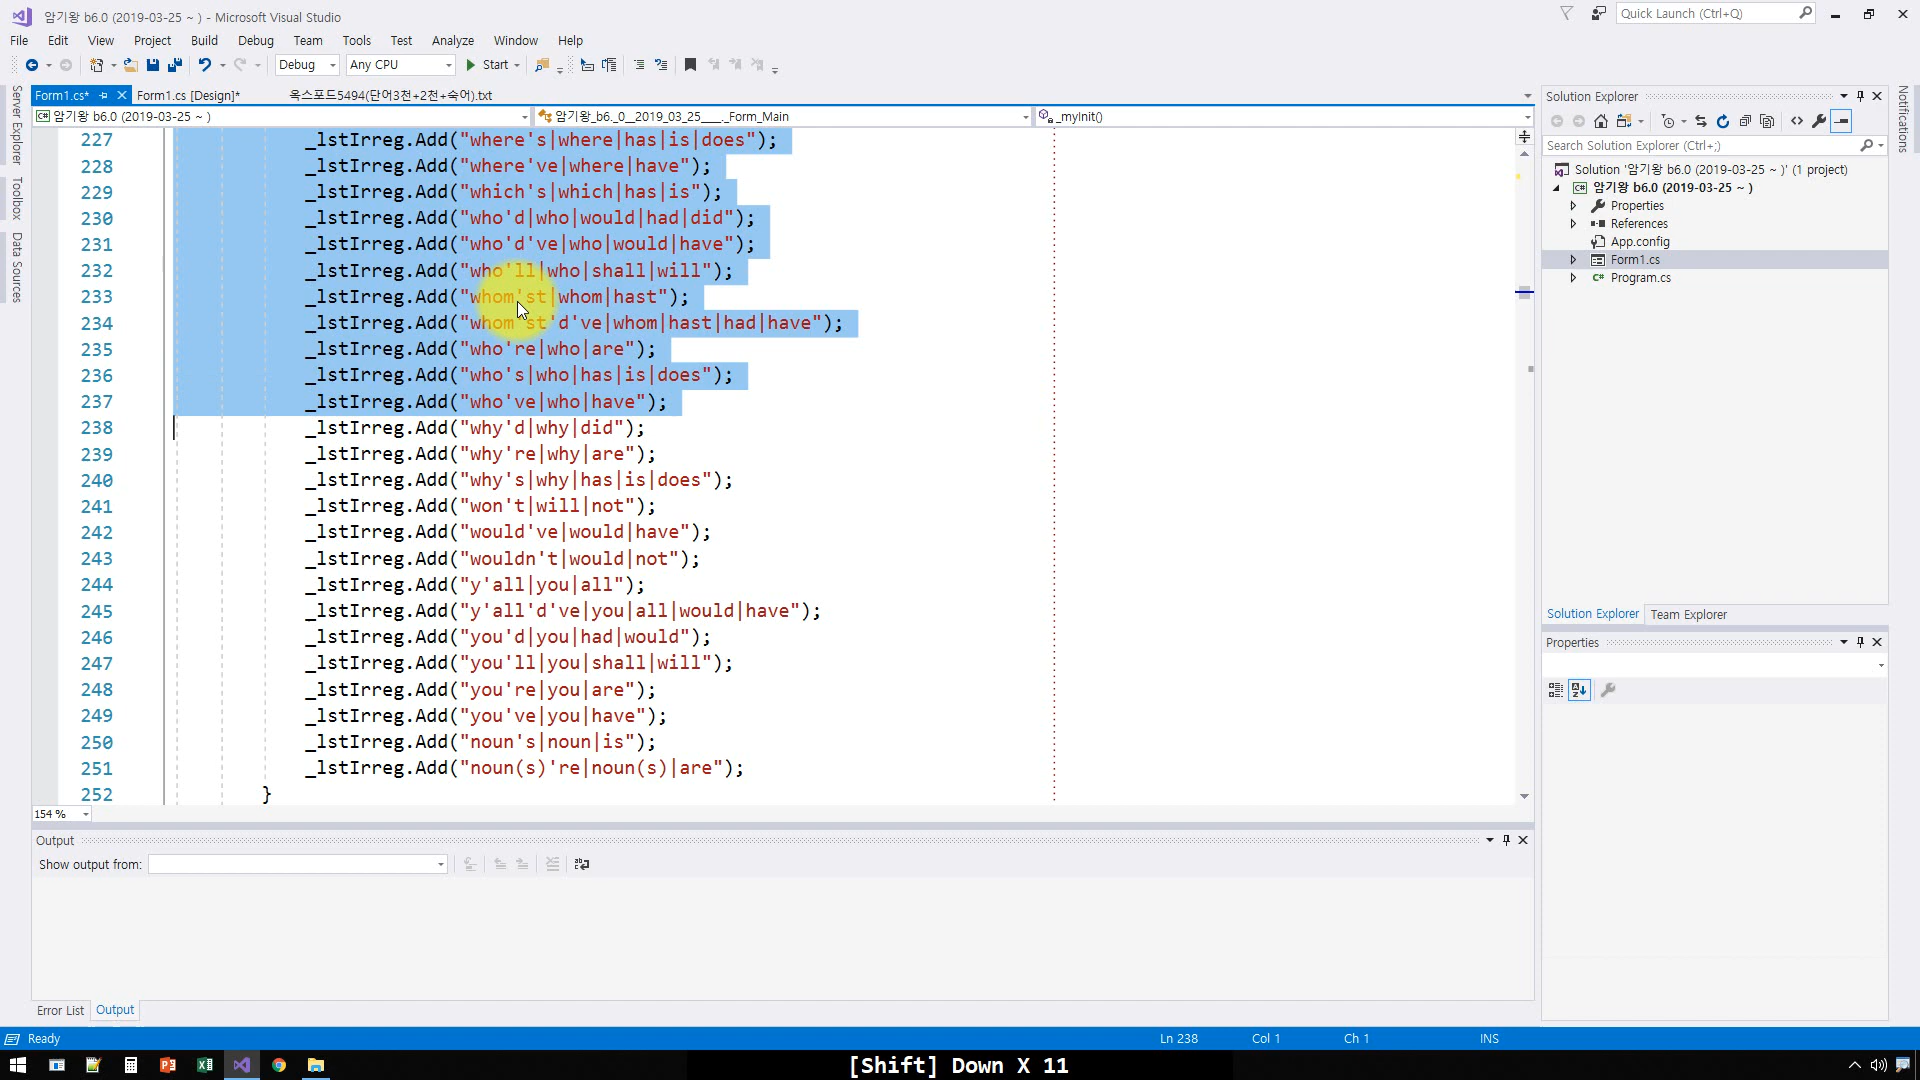 암기왕 b6.0 (2019-03-25 ~ ) - Microsoft Visual Studio
Quick Launch (Ctrl+Q)
File Edit View Project Build Debug Team Tools Test Analyze Window Help
Debug Any CPU Start
Form1.cs* Form1.cs [Design]* 옥스포드5494(단어3천+2천+숙어).txt
암기왕 b6.0 (2019-03-25 ~ ) 암기왕_b6._0__2019_03_25___._Form_Main _myInit()
227 _lstIrreg.Add("where's|where|has|is|does");
228 _lstIrreg.Add("where've|where|have");
229 _lstIrreg.Add("which's|which|has|is");
230 _lstIrreg.Add("who'd|who|would|had|did");
231 _lstIrreg.Add("who'd've|who|would|have");
232 _lstIrreg.Add("who'll|who|shall|will");
233 _lstIrreg.Add("whom'st|whom|hast");
234 _lstIrreg.Add("whom'st'd've|whom|hast|had|have");
235 _lstIrreg.Add("who're|who|are");
236 _lstIrreg.Add("who's|who|has|is|does");
237 _lstIrreg.Add("who've|who|have");
238 _lstIrreg.Add("why'd|why|did");
239 _lstIrreg.Add("why're|why|are");
240 _lstIrreg.Add("why's|why|has|is|does");
241 _lstIrreg.Add("won't|will|not");
242 _lstIrreg.Add("would've|would|have");
243 _lstIrreg.Add("wouldn't|would|not");
244 _lstIrreg.Add("y'all|you|all");
245 _lstIrreg.Add("y'all'd've|you|all|would|have");
246 _lstIrreg.Add("you'd|you|had|would");
247 _lstIrreg.Add("you'll|you|shall|will");
248 _lstIrreg.Add("you're|you|are");
249 _lstIrreg.Add("you've|you|have");
250 _lstIrreg.Add("noun's|noun|is");
251 _lstIrreg.Add("noun(s)'re|noun(s)|are");
252 }
154 %
Output
Show output from:
Error List Output
Ready
Ln 238 Col 1 Ch 1 INS
Server Explorer
Toolbox
Data Sources
Solution Explorer
Search Solution Explorer (Ctrl+;)
Solution '암기왕 b6.0 (2019-03-25 ~ )' (1 project)
암기왕 b6.0 (2019-03-25 ~ )
Properties
References
App.config
Form1.cs
Program.cs
Solution Explorer Team Explorer
Properties
Notifications
[Shift] Down X 11